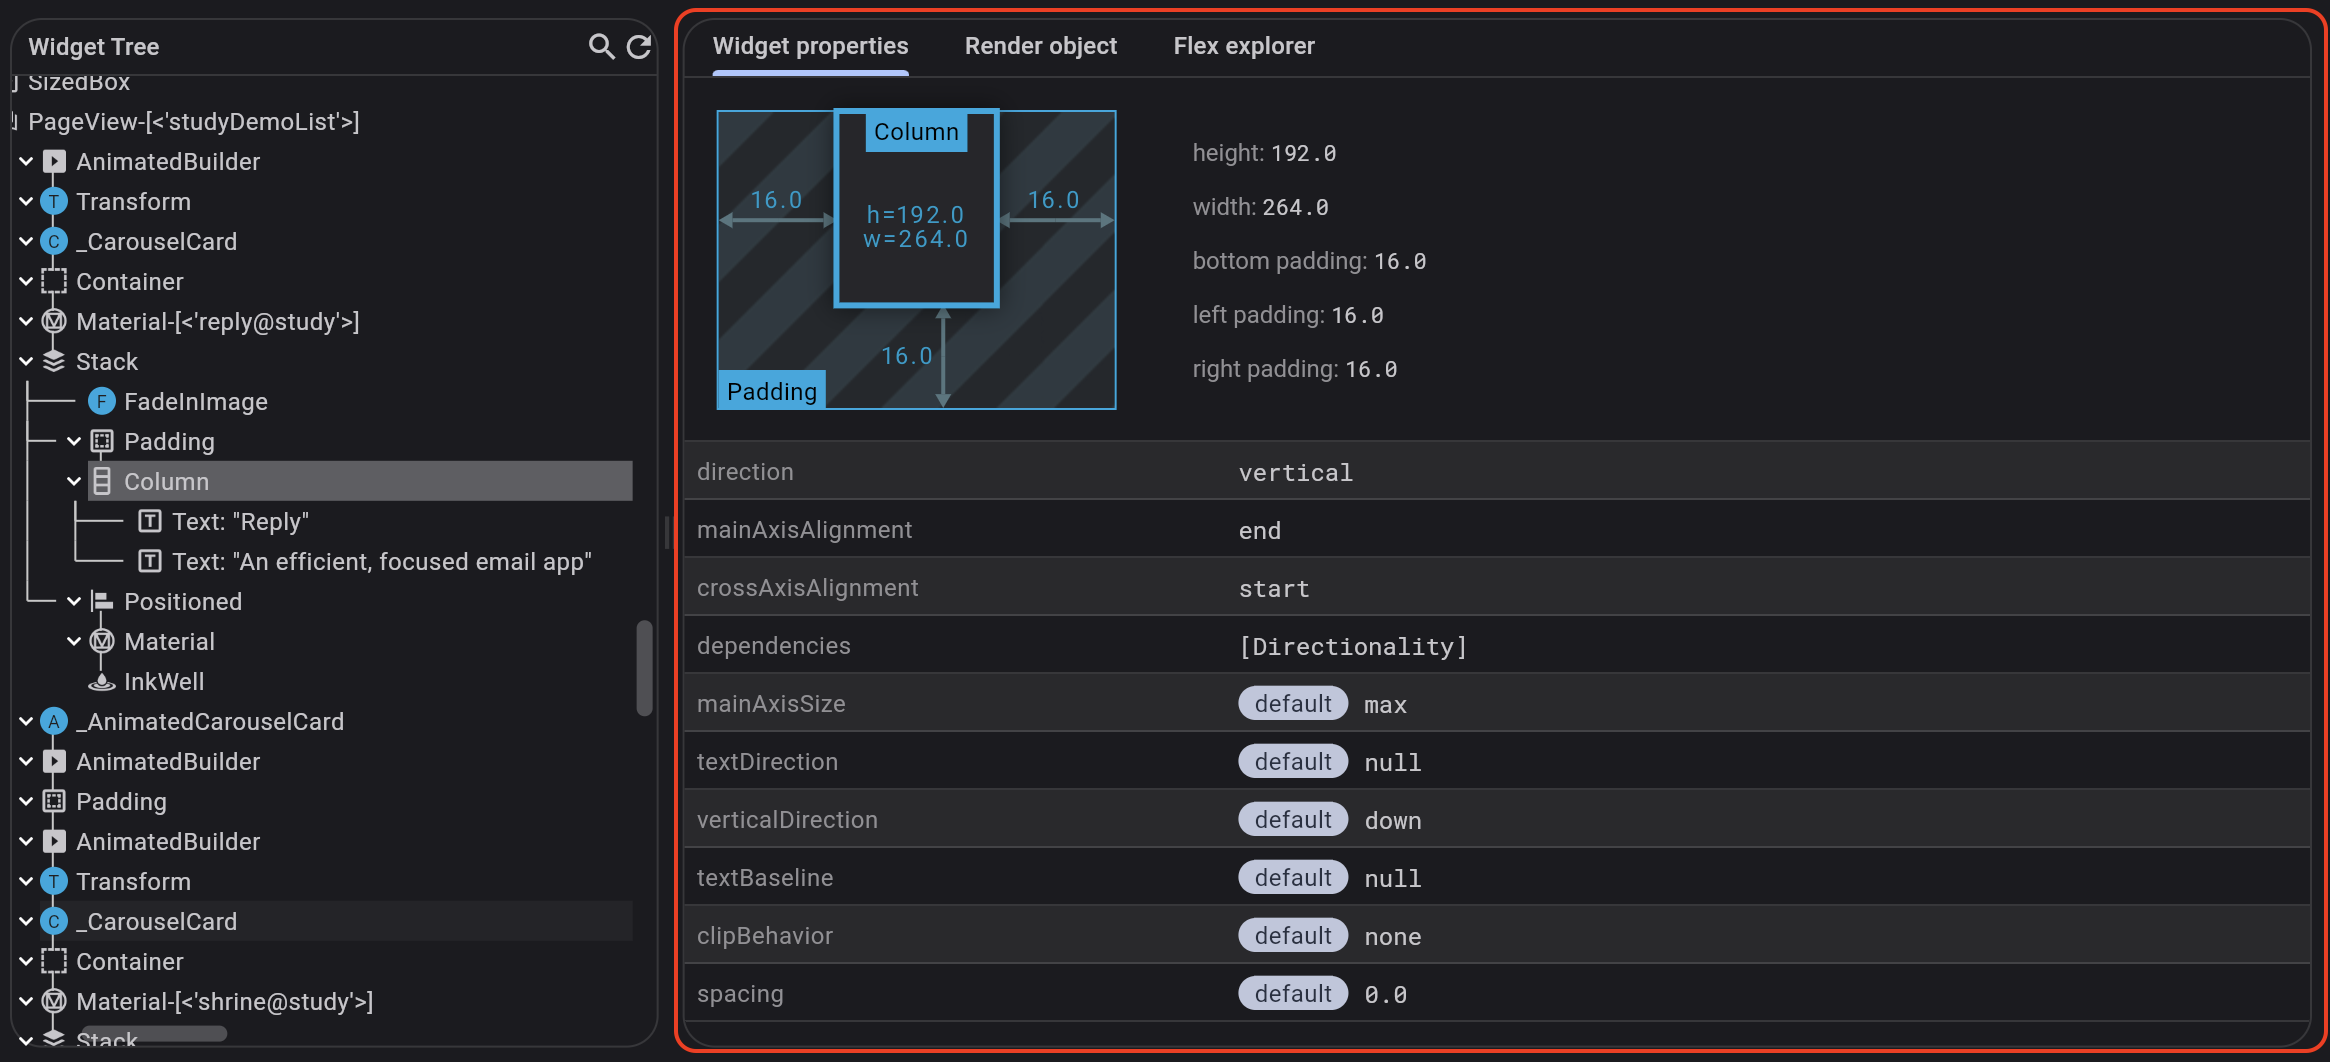 Widget Tree
SizedBox
PageView-[<'studyDemoList'>]
AnimatedBuilder
T Transform
C _CarouselCard
Container
Material-[<'reply@study'>]
Stack
F FadeInImage
Padding
Column
T Text: "Reply"
T Text: "An efficient, focused email app"
Positioned
Material
InkWell
A _AnimatedCarouselCard
AnimatedBuilder
Padding
AnimatedBuilder
T Transform
C _CarouselCard
Container
Material-[<'shrine@study'>]
Stack
Widget properties Render object Flex explorer
Column
16.0
h=192.0
w=264.0
16.0
16.0
Padding
height: 192.0
width: 264.0
bottom padding: 16.0
left padding: 16.0
right padding: 16.0
direction vertical
mainAxisAlignment end
crossAxisAlignment start
dependencies [Directionality]
mainAxisSize default max
textDirection default null
verticalDirection default down
textBaseline default null
clipBehavior default none
spacing default 0.0